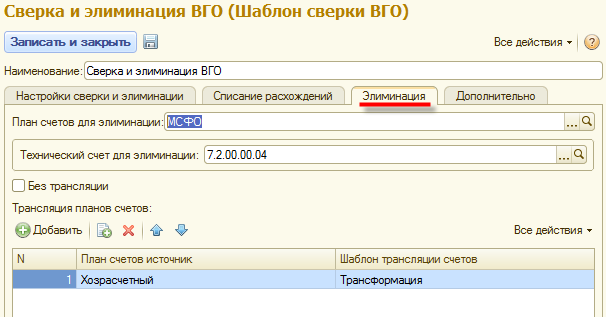 Сверка и элиминация ВГО (Шаблон сверки ВГО)
Записать и закрыть Все действия ?
Наименование: Сверка и элиминация ВГО
Настройки сверки и элиминации Списание расхождений Элиминация Дополнительно
План счетов для элиминации: МСФО ...
Технический счет для элиминации: 7.2.00.00.04 ...
Без трансляции
Трансляция планов счетов:
Добавить Все действия
N План счетов источник Шаблон трансляции счетов
1 Хозрасчетный Трансформация